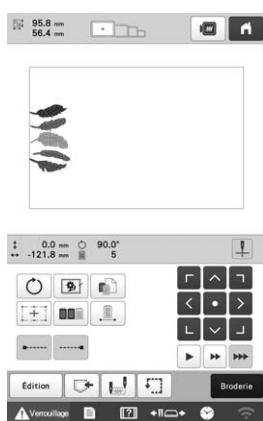 95.8 mm
56.4 mm
0.0 mm 90.0°
-121.8 mm 5
Édition
Broderie
Verrouillage